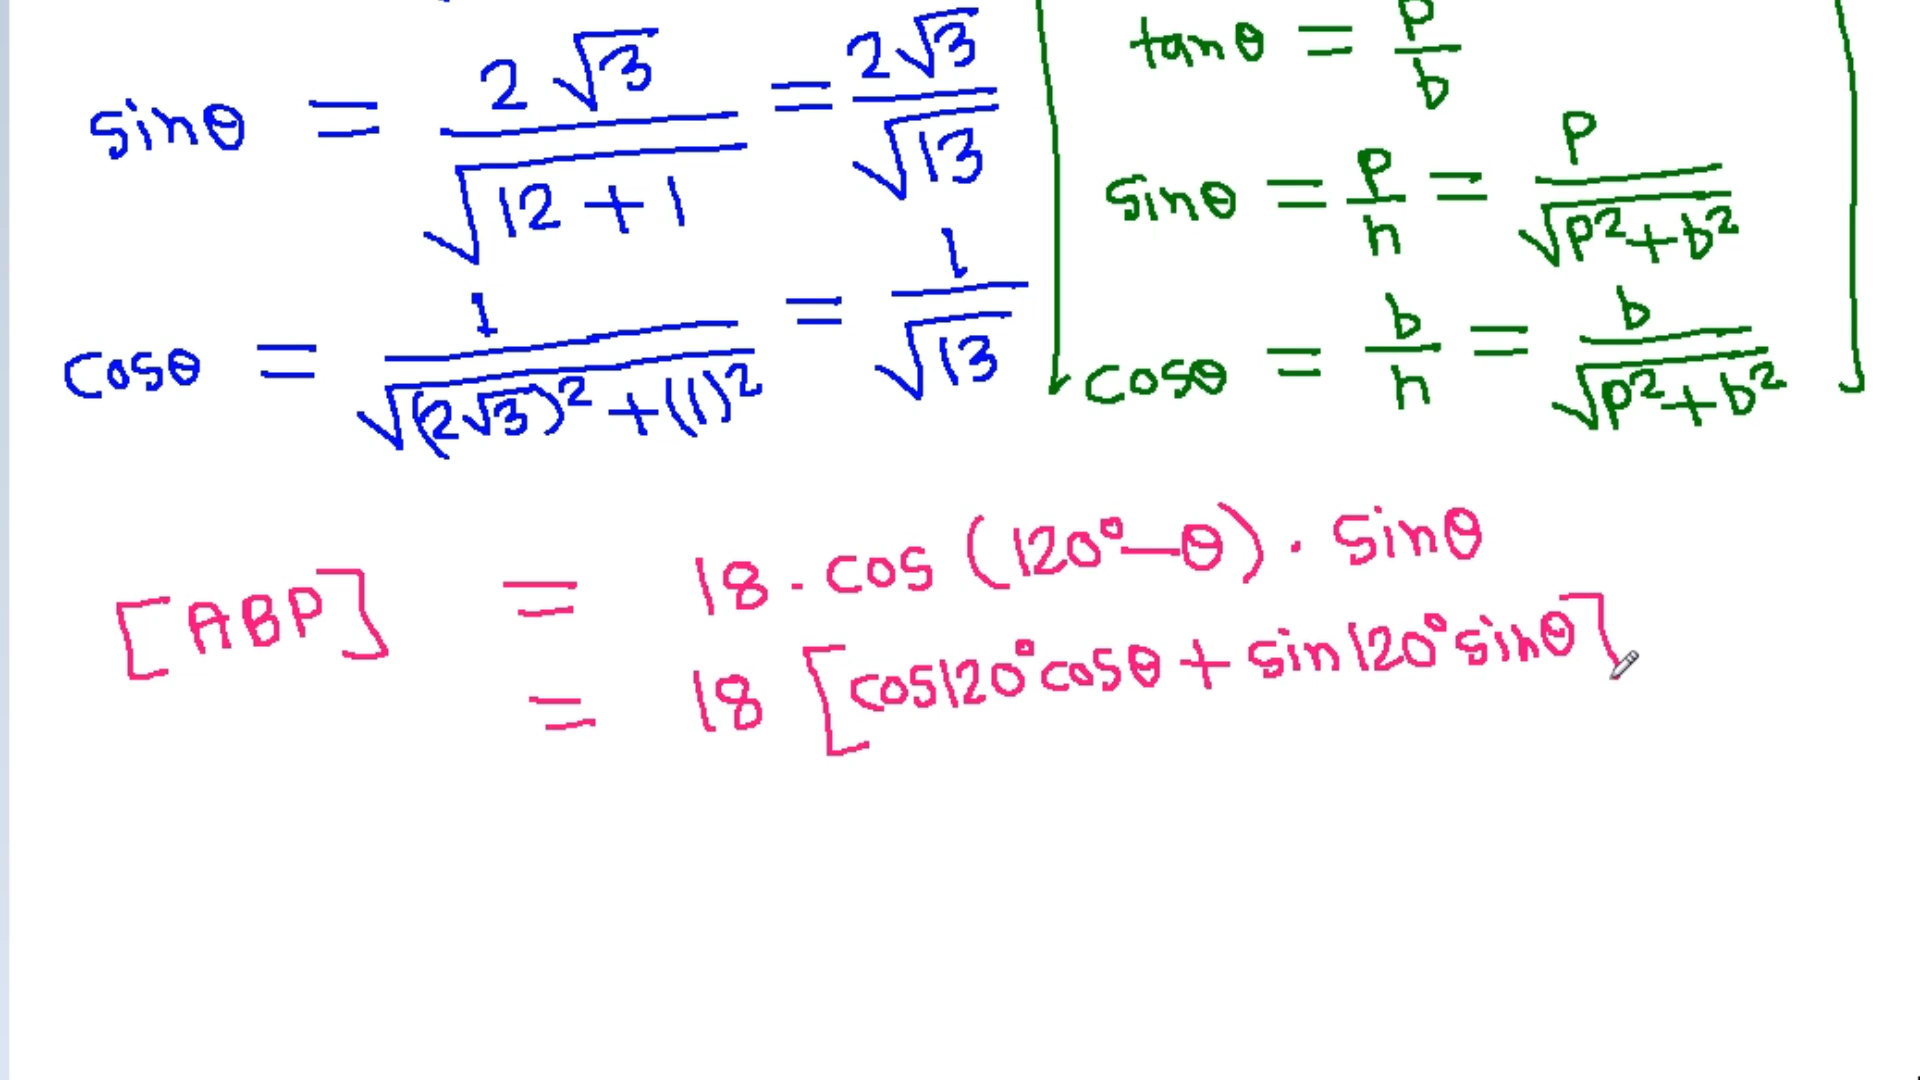 sinθ = 2√3 / √(12+1) = 2√3 / √13
cosθ = 1 / √((2√3)² + (1)²) = 1 / √13
tanθ = p / b
sinθ = p / h = p / √(p²+b²)
cosθ = b / h = b / √(p²+b²)
[ABP] = 18 · cos (120° − θ) · sinθ
= 18 [cos120° cosθ + sin120° sinθ]